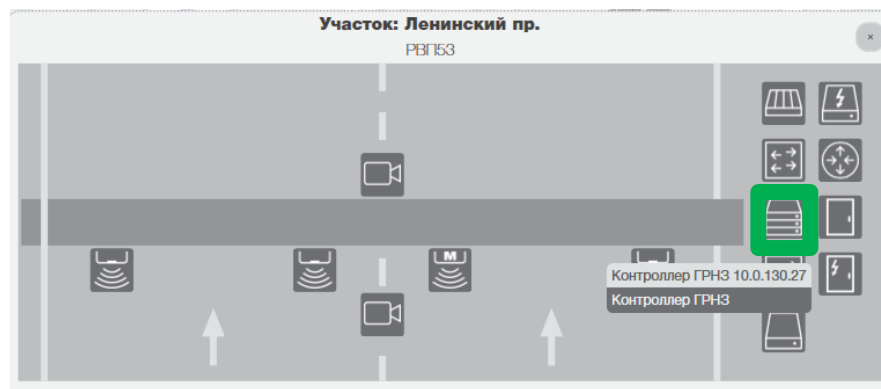 Участок: Ленинский пр.
РВП53
×
M
Контроллер ГРНЗ 10.0.130.27
Контроллер ГРНЗ